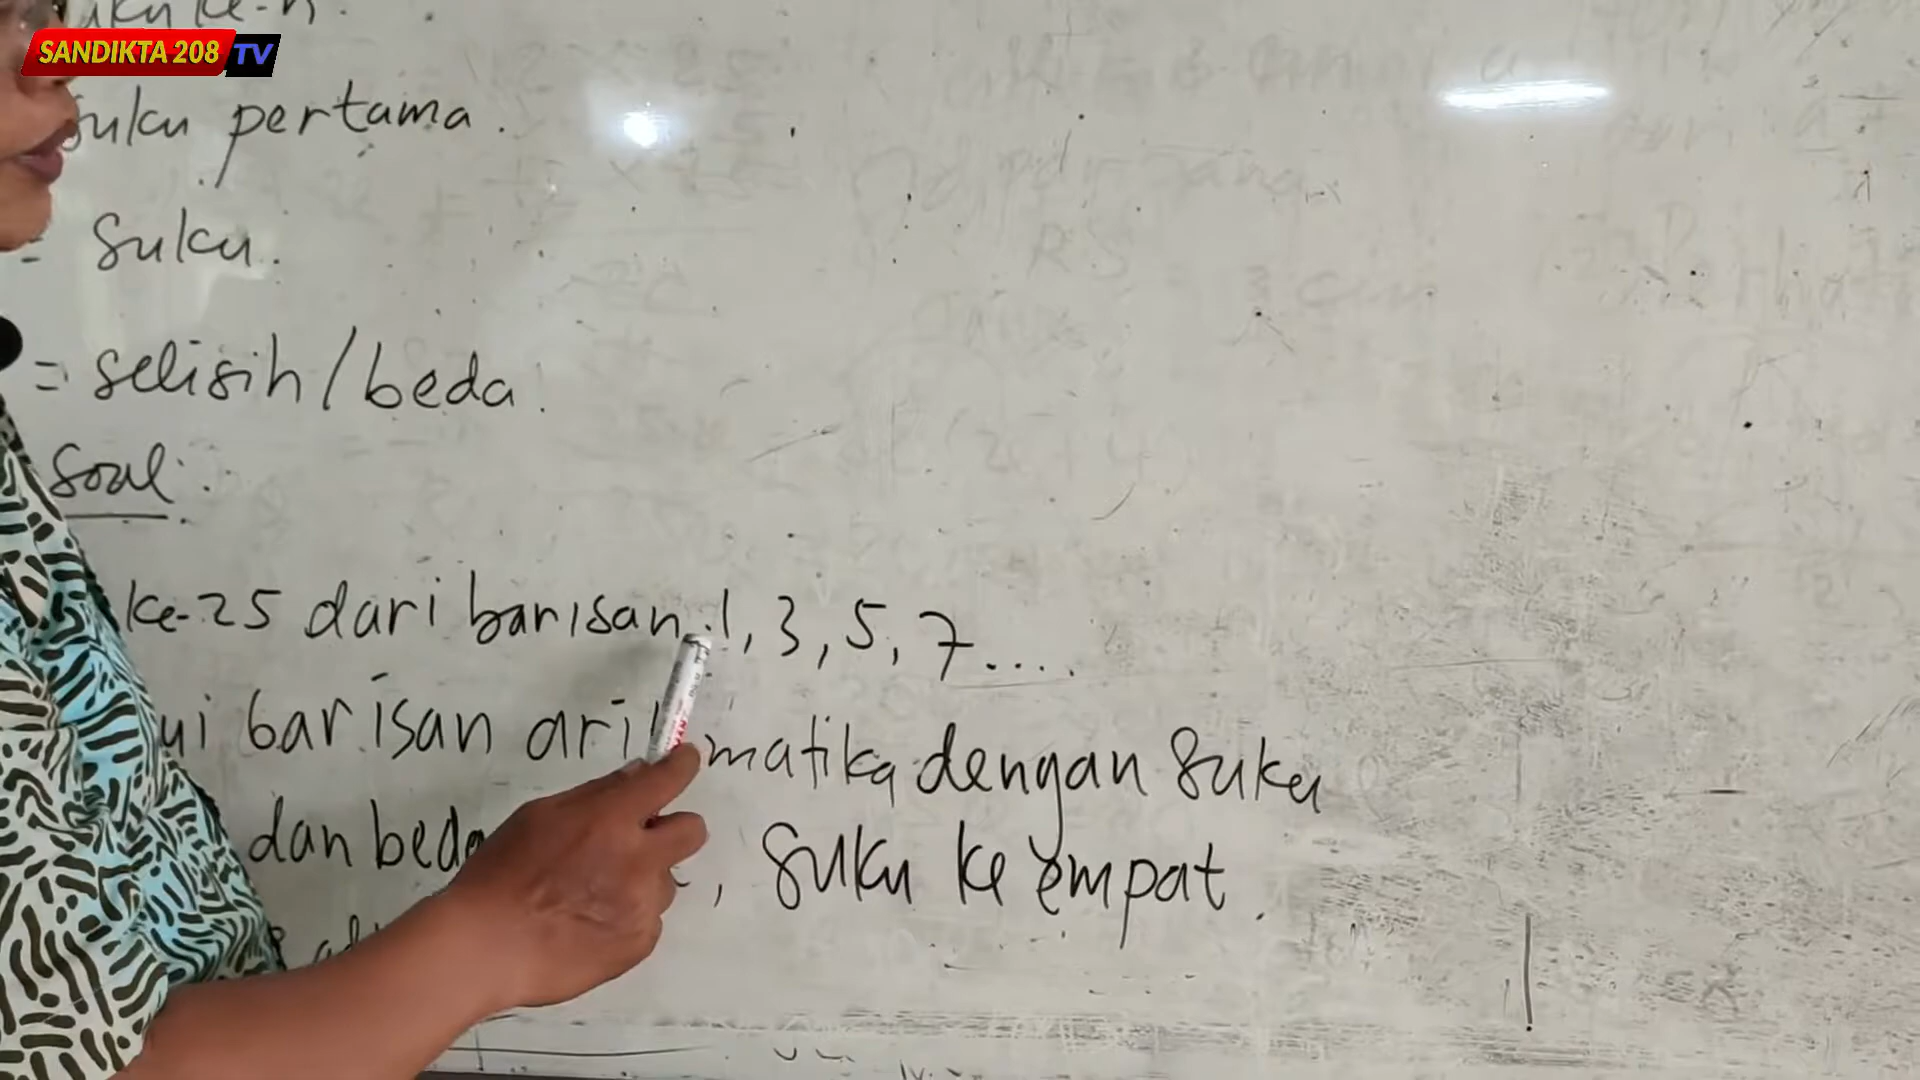 SANDIKTA 208 TV
suku pertama.
= suku.
= selisih/beda.
soal:
ke-25 dari barisan 1, 3, 5, 7....
ui barisan matika dengan suku
dan beda, suku ke empat.